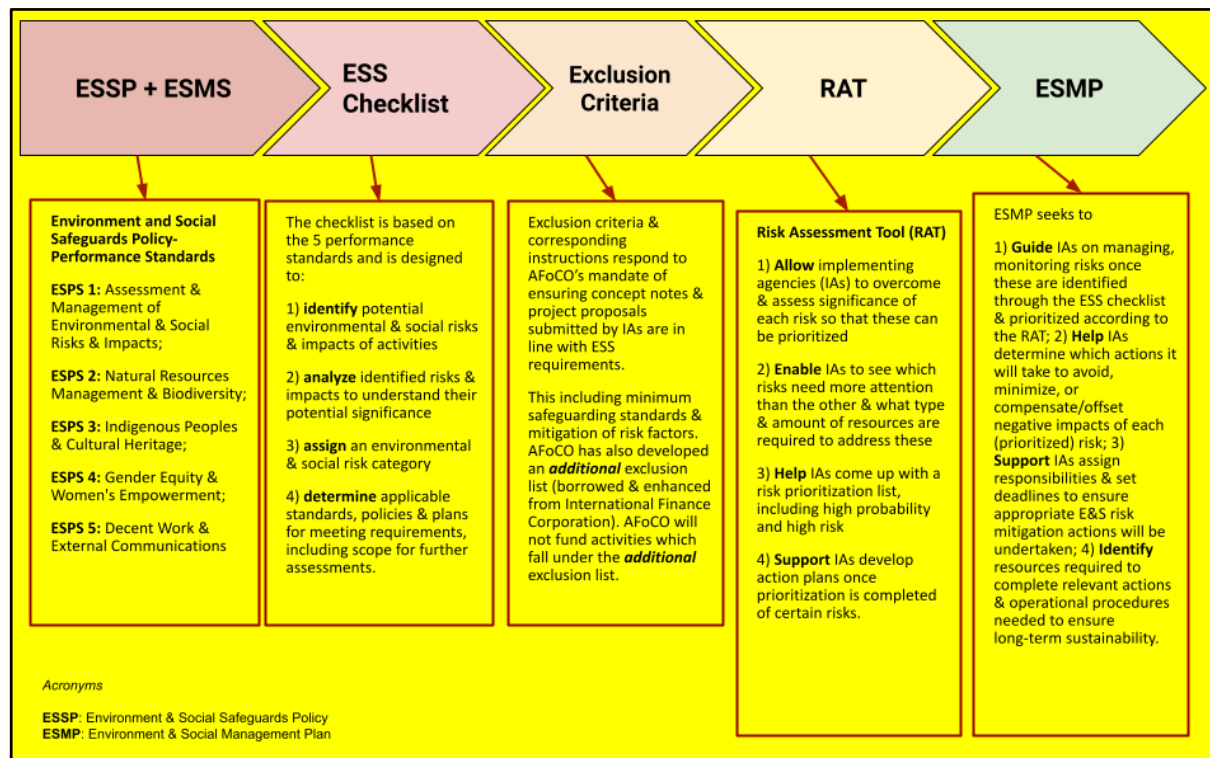 ESSP + ESMS
ESS
Checklist
Exclusion
Criteria
RAT
ESMP
Environment and Social
Safeguards Policy-
Performance Standards
ESPS 1: Assessment &
Management of
Environmental & Social
Risks & Impacts;
ESPS 2: Natural Resources
Management & Biodiversity;
ESPS 3: Indigenous Peoples
& Cultural Heritage;
ESPS 4: Gender Equity &
Women's Empowerment;
ESPS 5: Decent Work &
External Communications
The checklist is based on
the 5 performance
standards and is designed
to:
1) identify potential
environmental & social risks
& impacts of activities
2) analyze identified risks &
impacts to understand their
potential significance
3) assign an environmental
& social risk category
4) determine applicable
standards, policies & plans
for meeting requirements,
including scope for further
assessments.
Exclusion criteria &
corresponding
instructions respond to
AFoCO's mandate of
ensuring concept notes &
project proposals
submitted by IAs are in
line with ESS
requirements.
This including minimum
safeguarding standards &
mitigation of risk factors.
AFoCO has also developed
an additional exclusion
list (borrowed & enhanced
from International Finance
Corporation). AFoCO will
not fund activities which
fall under the additional
exclusion list.
Risk Assessment Tool (RAT)
1) Allow implementing
agencies (IAs) to overcome
& assess significance of
each risk so that these can
be prioritized
2) Enable IAs to see which
risks need more attention
than the other & what type
& amount of resources are
required to address these
3) Help IAs come up with a
risk prioritization list,
including high probability
and high risk
4) Support IAs develop
action plans once
prioritization is completed
of certain risks.
ESMP seeks to
1) Guide IAs on managing,
monitoring risks once
these are identified
through the ESS checklist
& prioritized according to
the RAT; 2) Help IAs
determine which actions it
will take to avoid,
minimize, or
compensate/offset
negative impacts of each
(prioritized) risk; 3)
Support IAs assign
responsibilities & set
deadlines to ensure
appropriate E&S risk
mitigation actions will be
undertaken; 4) Identify
resources required to
complete relevant actions
& operational procedures
needed to ensure
long-term sustainability.
Acronyms
ESSP: Environment & Social Safeguards Policy
ESMP: Environment & Social Management Plan